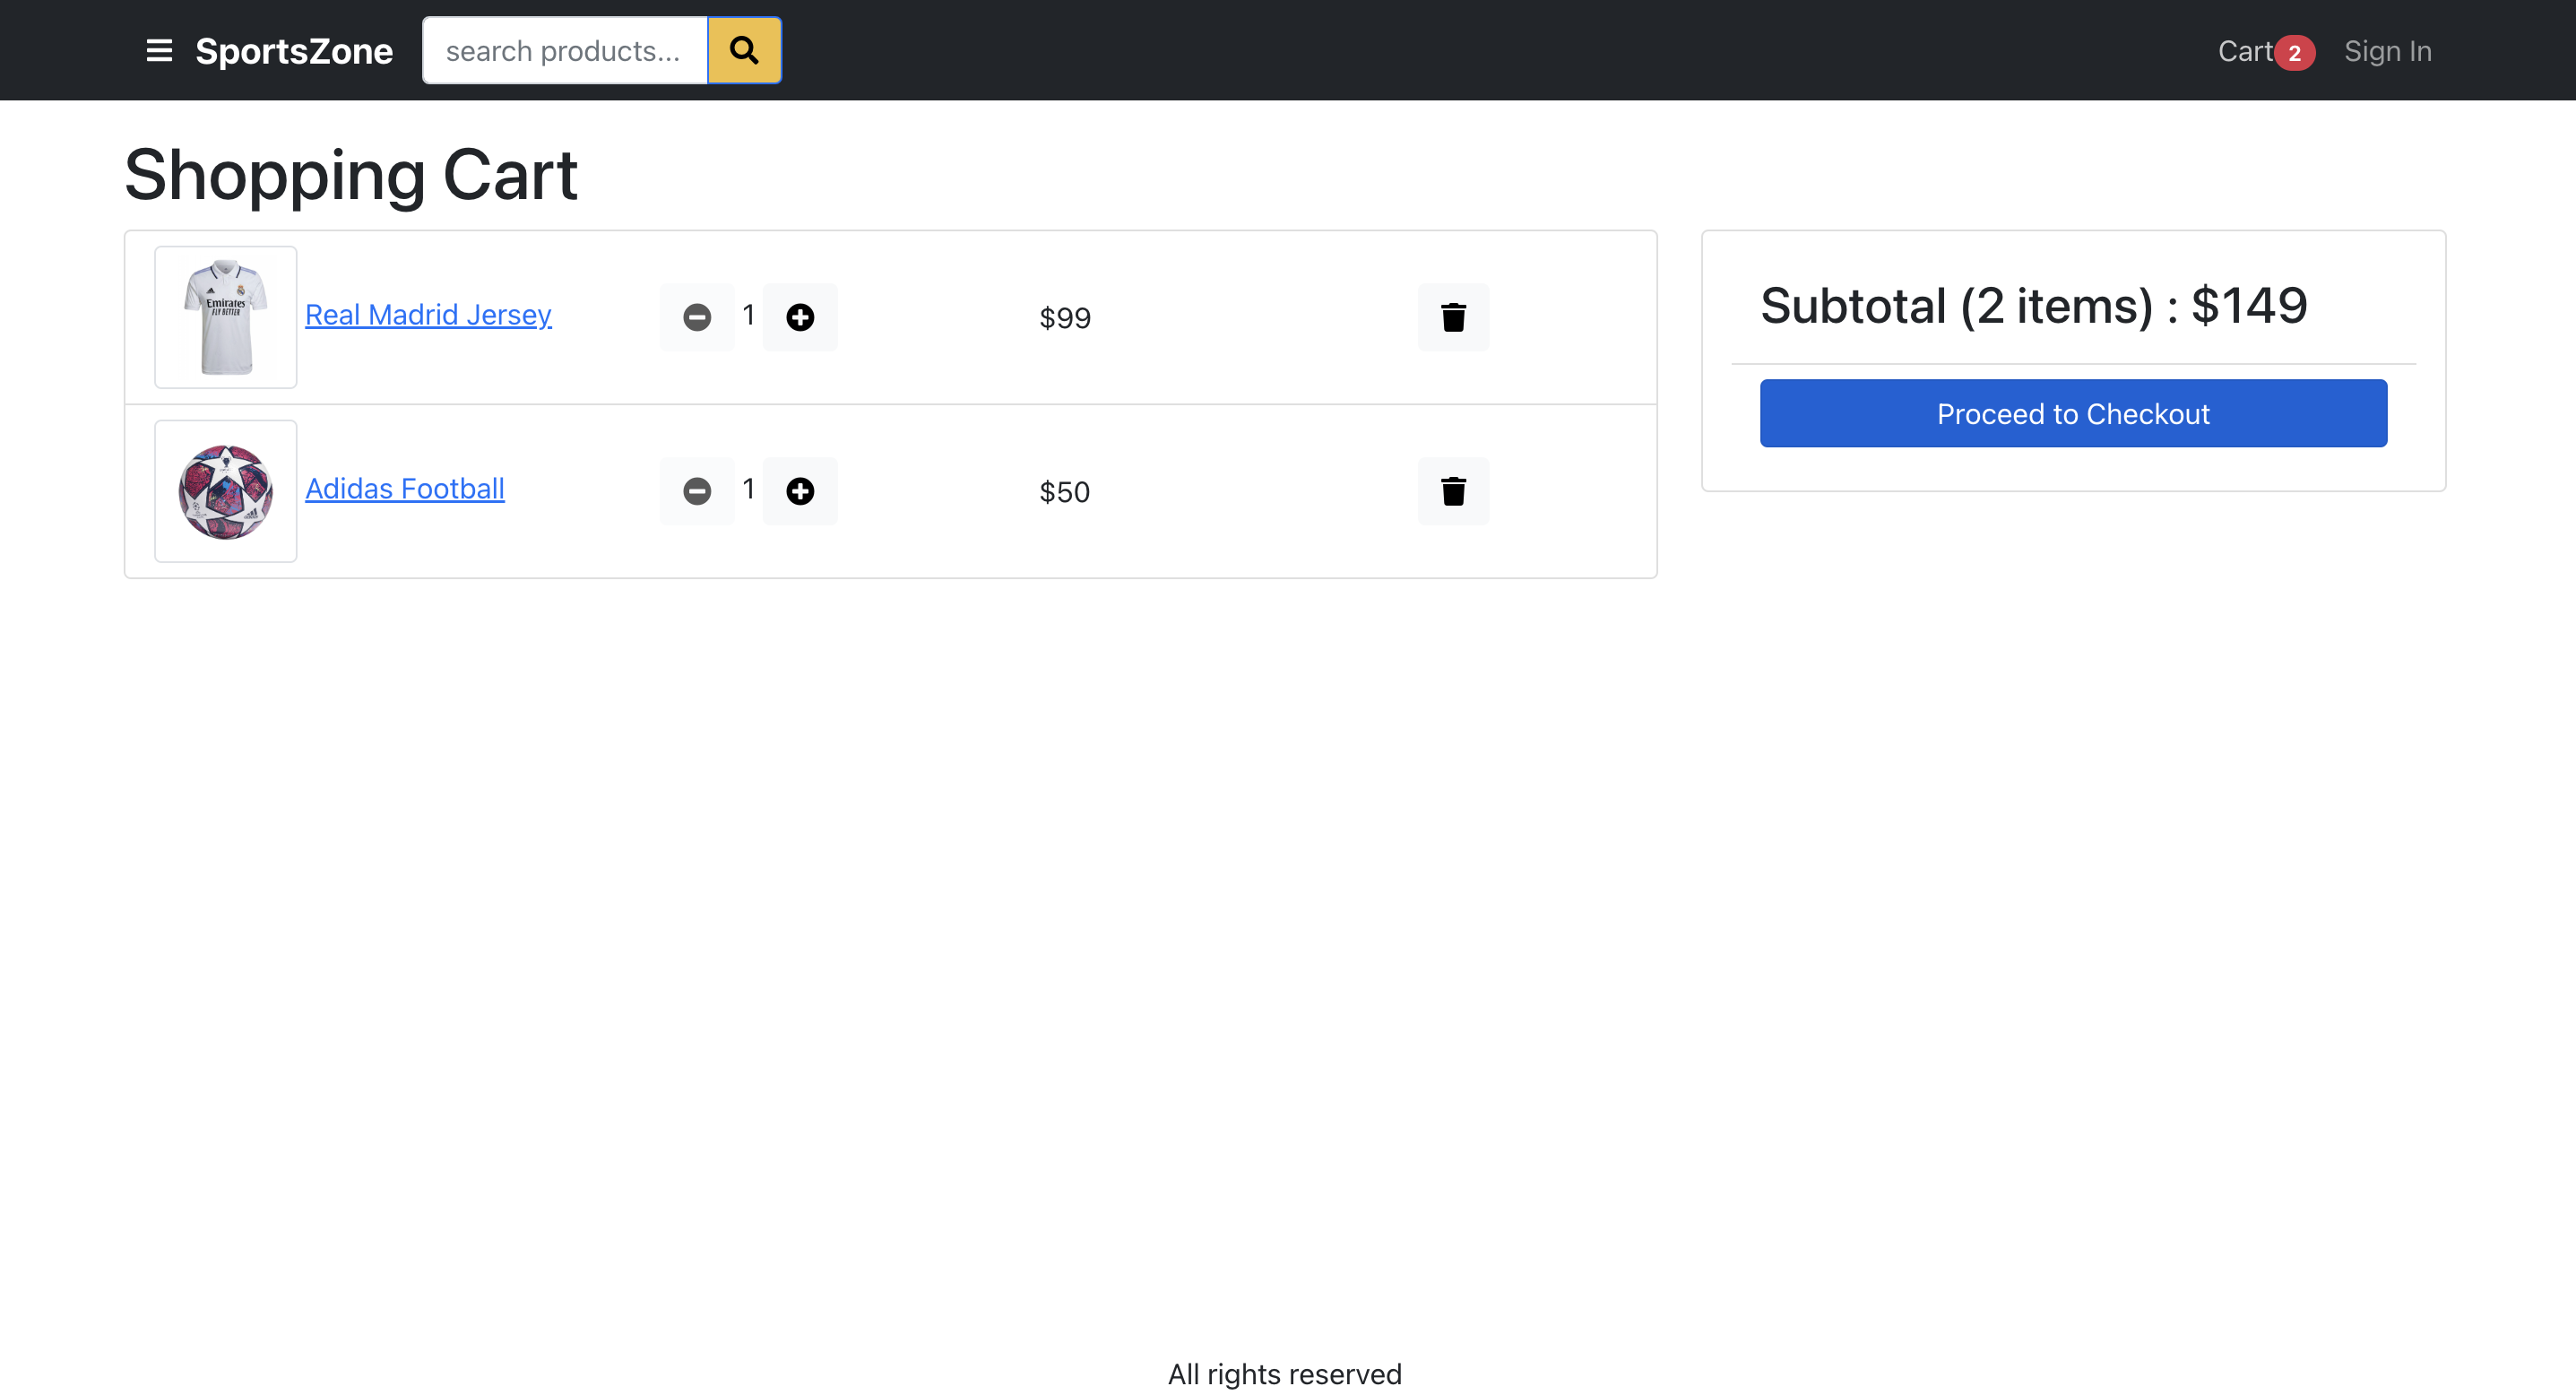 SportsZone
search products...
Cart 2
Sign In
Shopping Cart
Emirates
FLY BETTER
Real Madrid Jersey
1
$99
Adidas Football
1
$50
Subtotal (2 items) : $149
Proceed to Checkout
All rights reserved